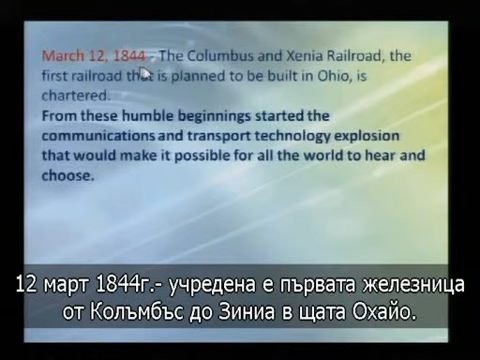 March 12, 1844 - The Columbus and Xenia Railroad, the
first railroad that is planned to be built in Ohio, is
chartered.
From these humble beginnings started the
communications and transport technology explosion
that would make it possible for all the world to hear and
choose.
12 март 1844г.- учредена е първата железница
от Колъмбъс до Зиниа в щата Охайо.